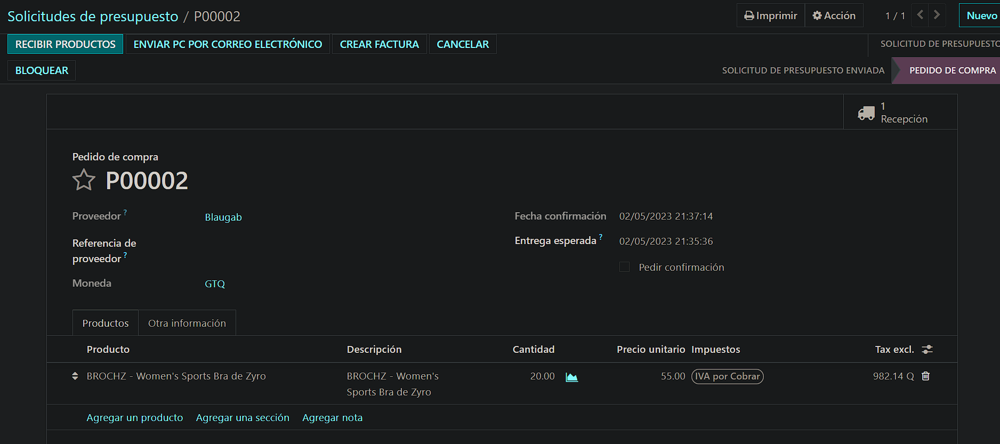 Solicitudes de presupuesto / P00002
Imprimir
Acción
1 / 1
Nuevo
RECIBIR PRODUCTOS
ENVIAR PC POR CORREO ELECTRÓNICO
CREAR FACTURA
CANCELAR
SOLICITUD DE PRESUPUESTO
BLOQUEAR
SOLICITUD DE PRESUPUESTO ENVIADA
PEDIDO DE COMPRA
1
Recepción
Pedido de compra
P00002
Proveedor ?
Blaugab
Fecha confirmación
02/05/2023 21:37:14
Referencia de
proveedor ?
Entrega esperada ?
02/05/2023 21:35:36
Pedir confirmación
Moneda
GTQ
Productos
Otra información
Producto
Descripción
Cantidad
Precio unitario
Impuestos
Tax excl.
BROCHZ - Women's Sports Bra de Zyro
BROCHZ - Women's
Sports Bra de Zyro
20.00
55.00
IVA por Cobrar
982.14 Q
Agregar un producto
Agregar una sección
Agregar nota